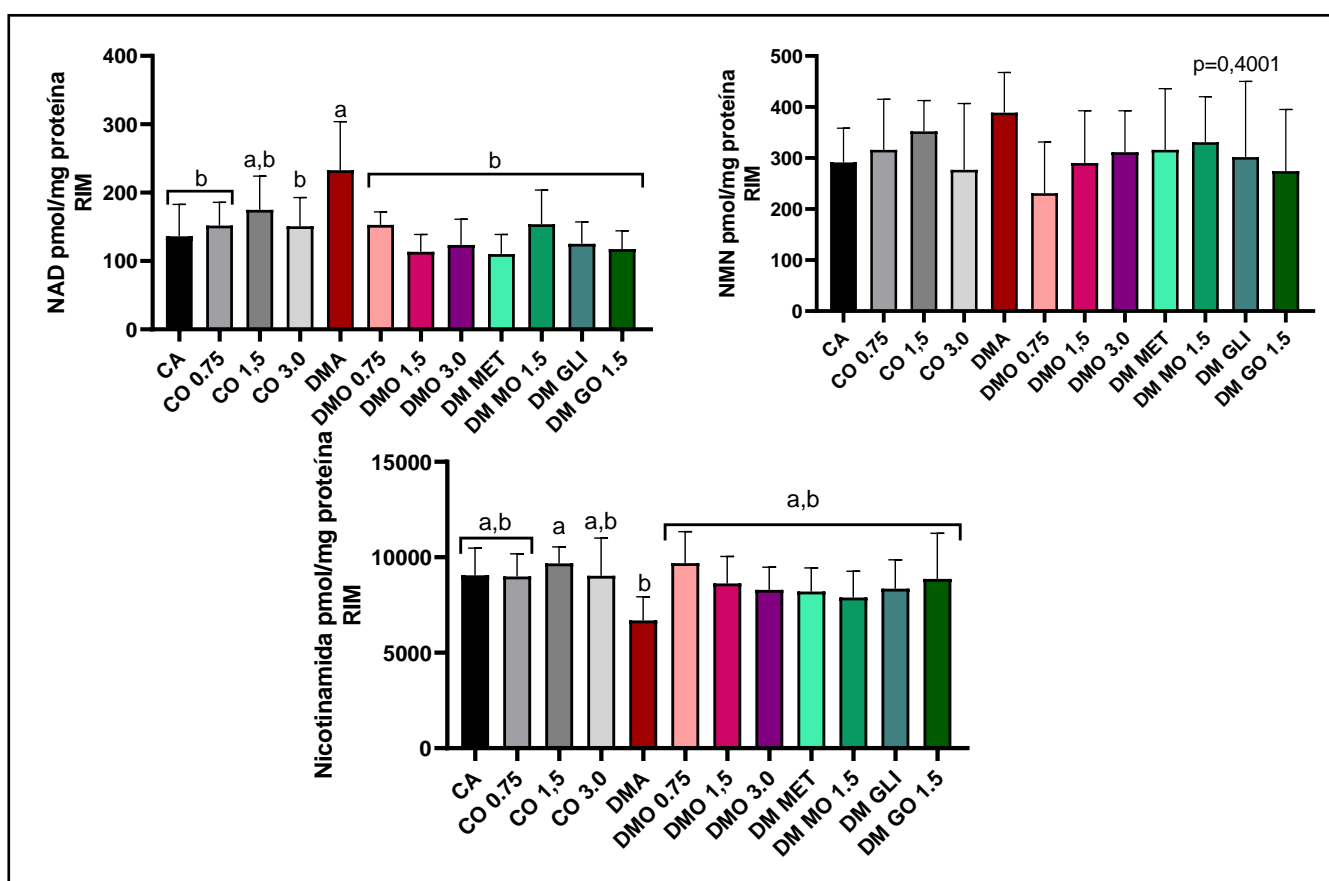 NAD pmol/mg proteína
RIM
400
300
200
100
0
b
a,b
b
a
b
CA
CO 0.75
CO 1,5
CO 3.0
DMA
DMO 0.75
DMO 1,5
DMO 3.0
DM MET
DM MO 1.5
DM GLI
DM GO 1.5
NMN pmol/mg proteína
RIM
500
400
300
200
100
0
p=0,4001
CA
CO 0.75
CO 1,5
CO 3.0
DMA
DMO 0.75
DMO 1,5
DMO 3.0
DM MET
DM MO 1.5
DM GLI
DM GO 1.5
Nicotinamida pmol/mg proteína
RIM
15000
10000
5000
0
a,b
a
a,b
b
a,b
CA
CO 0.75
CO 1,5
CO 3.0
DMA
DMO 0.75
DMO 1,5
DMO 3.0
DM MET
DM MO 1.5
DM GLI
DM GO 1.5